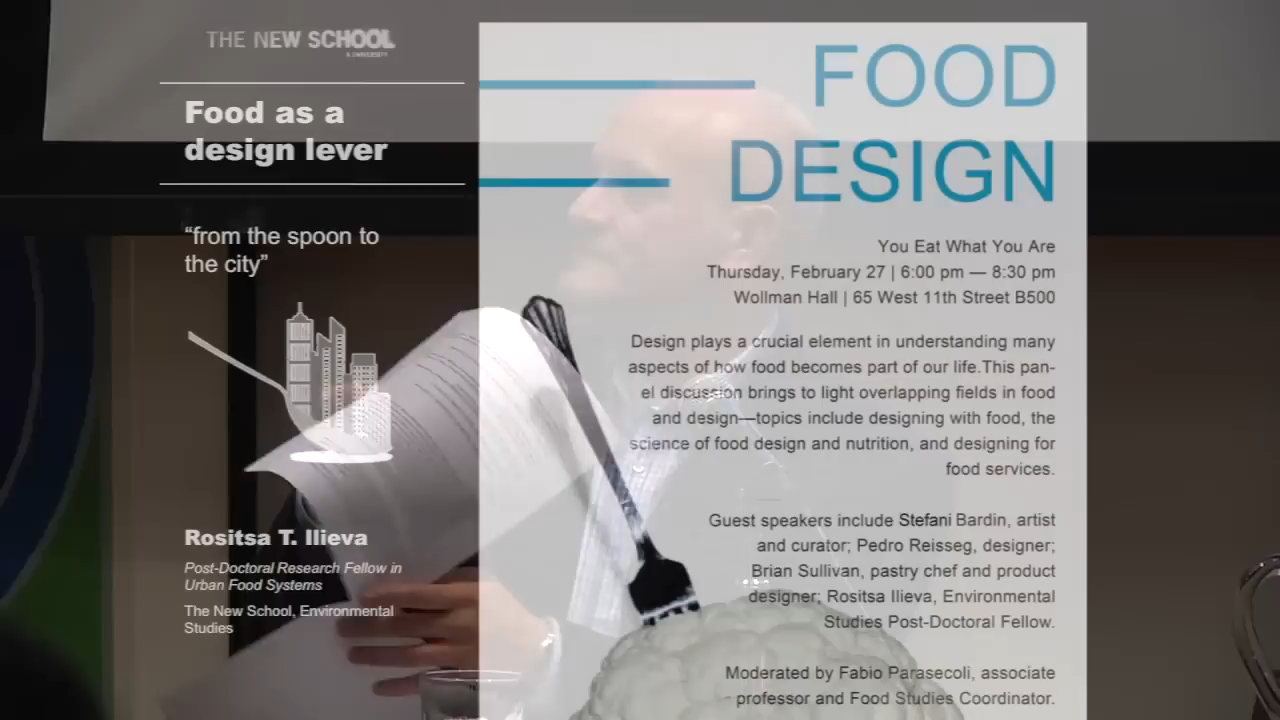 THE NEW SCHOOL
A UNIVERSITY
Food as a
design lever
“from the spoon to
the city”
Rositsa T. Ilieva
Post-Doctoral Research Fellow in
Urban Food Systems
The New School, Environmental
Studies
FOOD
DESIGN
You Eat What You Are
Thursday, February 27 | 6:00 pm — 8:30 pm
Wollman Hall | 65 West 11th Street B500
Design plays a crucial element in understanding many
aspects of how food becomes part of our life.This pan-
el discussion brings to light overlapping fields in food
and design—topics include designing with food, the
science of food design and nutrition, and designing for
food services.
Guest speakers include Stefani Bardin, artist
and curator; Pedro Reisseg, designer;
Brian Sullivan, pastry chef and product
designer; Rositsa Ilieva, Environmental
Studies Post-Doctoral Fellow.
Moderated by Fabio Parasecoli, associate
professor and Food Studies Coordinator.